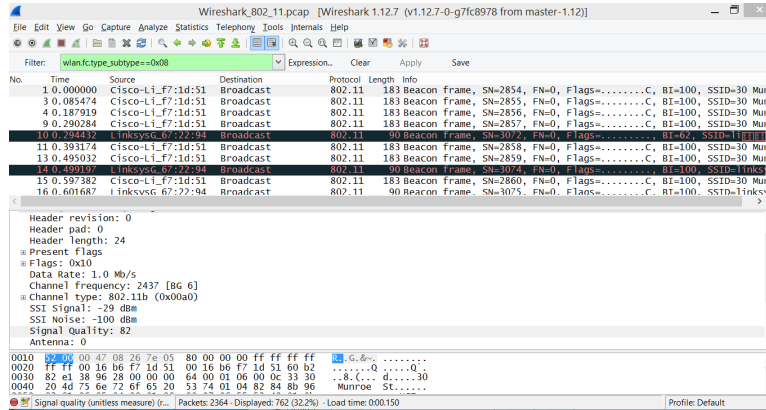 Wireshark_802_11.pcap [Wireshark 1.12.7 (v1.12.7-0-g7fc8978 from master-1.12)]
File Edit View Go Capture Analyze Statistics Telephony Tools Internals Help
Filter: wlan.fc.type_subtype==0x08 Expression... Clear Apply Save
No. Time Source Destination Protocol Length Info
1 0.000000 Cisco-Li_f7:1d:51 Broadcast 802.11 183 Beacon frame, SN=2854, FN=0, Flags=........C, BI=100, SSID=30 Mun
3 0.085474 Cisco-Li_f7:1d:51 Broadcast 802.11 183 Beacon frame, SN=2855, FN=0, Flags=........C, BI=100, SSID=30 Mun
4 0.187919 Cisco-Li_f7:1d:51 Broadcast 802.11 183 Beacon frame, SN=2856, FN=0, Flags=........C, BI=100, SSID=30 Mun
9 0.290284 Cisco-Li_f7:1d:51 Broadcast 802.11 183 Beacon frame, SN=2857, FN=0, Flags=........C, BI=100, SSID=30 Mun
10 0.294432 LinksysG_67:22:94 Broadcast 802.11 90 Beacon frame, SN=3072, FN=0, Flags=........, BI=62, SSID=li
11 0.393174 Cisco-Li_f7:1d:51 Broadcast 802.11 183 Beacon frame, SN=2858, FN=0, Flags=........C, BI=100, SSID=30 Mun
13 0.495032 Cisco-Li_f7:1d:51 Broadcast 802.11 183 Beacon frame, SN=2859, FN=0, Flags=........C, BI=100, SSID=30 Mun
14 0.499197 LinksysG_67:22:94 Broadcast 802.11 90 Beacon frame, SN=3074, FN=0, Flags=........C, BI=100, SSID=links
15 0.597382 Cisco-Li_f7:1d:51 Broadcast 802.11 183 Beacon frame, SN=2860, FN=0, Flags=........C, BI=100, SSID=30 Mun
16 0.601687 LinksysG_67:22:94 Broadcast 802.11 90 Beacon frame, SN=3075, FN=0, Flags=........C, BI=100, SSID=links
Header revision: 0
Header pad: 0
Header length: 24
Present flags
Flags: 0x10
Data Rate: 1.0 Mb/s
Channel frequency: 2437 [BG 6]
Channel type: 802.11b (0x00a0)
SSI Signal: -29 dBm
SSI Noise: -100 dBm
Signal Quality: 82
Antenna: 0
0010 52 00 00 47 08 26 7e 05 80 00 00 00 ff ff ff ff R..G.&~. ........
0020 ff ff 00 16 b6 f7 1d 51 00 16 b6 f7 1d 51 60 b2 .......Q .....Q`.
0030 82 e1 38 96 28 00 00 00 64 00 01 06 00 0c 33 30 ..8.(... d.....30
0040 20 4d 75 6e 72 6f 65 20 53 74 01 04 82 84 8b 96 Munroe St......
Signal quality (unitless measure) (r... Packets: 2364 · Displayed: 762 (32.2%) · Load time: 0:00.150 Profile: Default